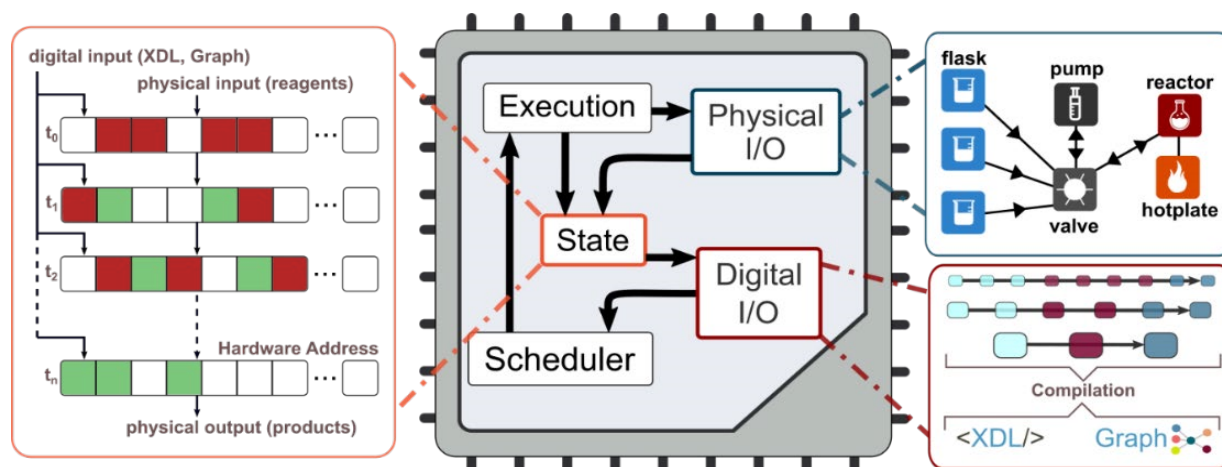 digital input (XDL, Graph)
physical input (reagents)
t0
...
t1
...
t2
...
Hardware Address
tn
...
physical output (products)
Execution
Physical
I/O
State
Digital
I/O
Scheduler
flask
pump
reactor
valve
hotplate
Compilation
<XDL/>
Graph